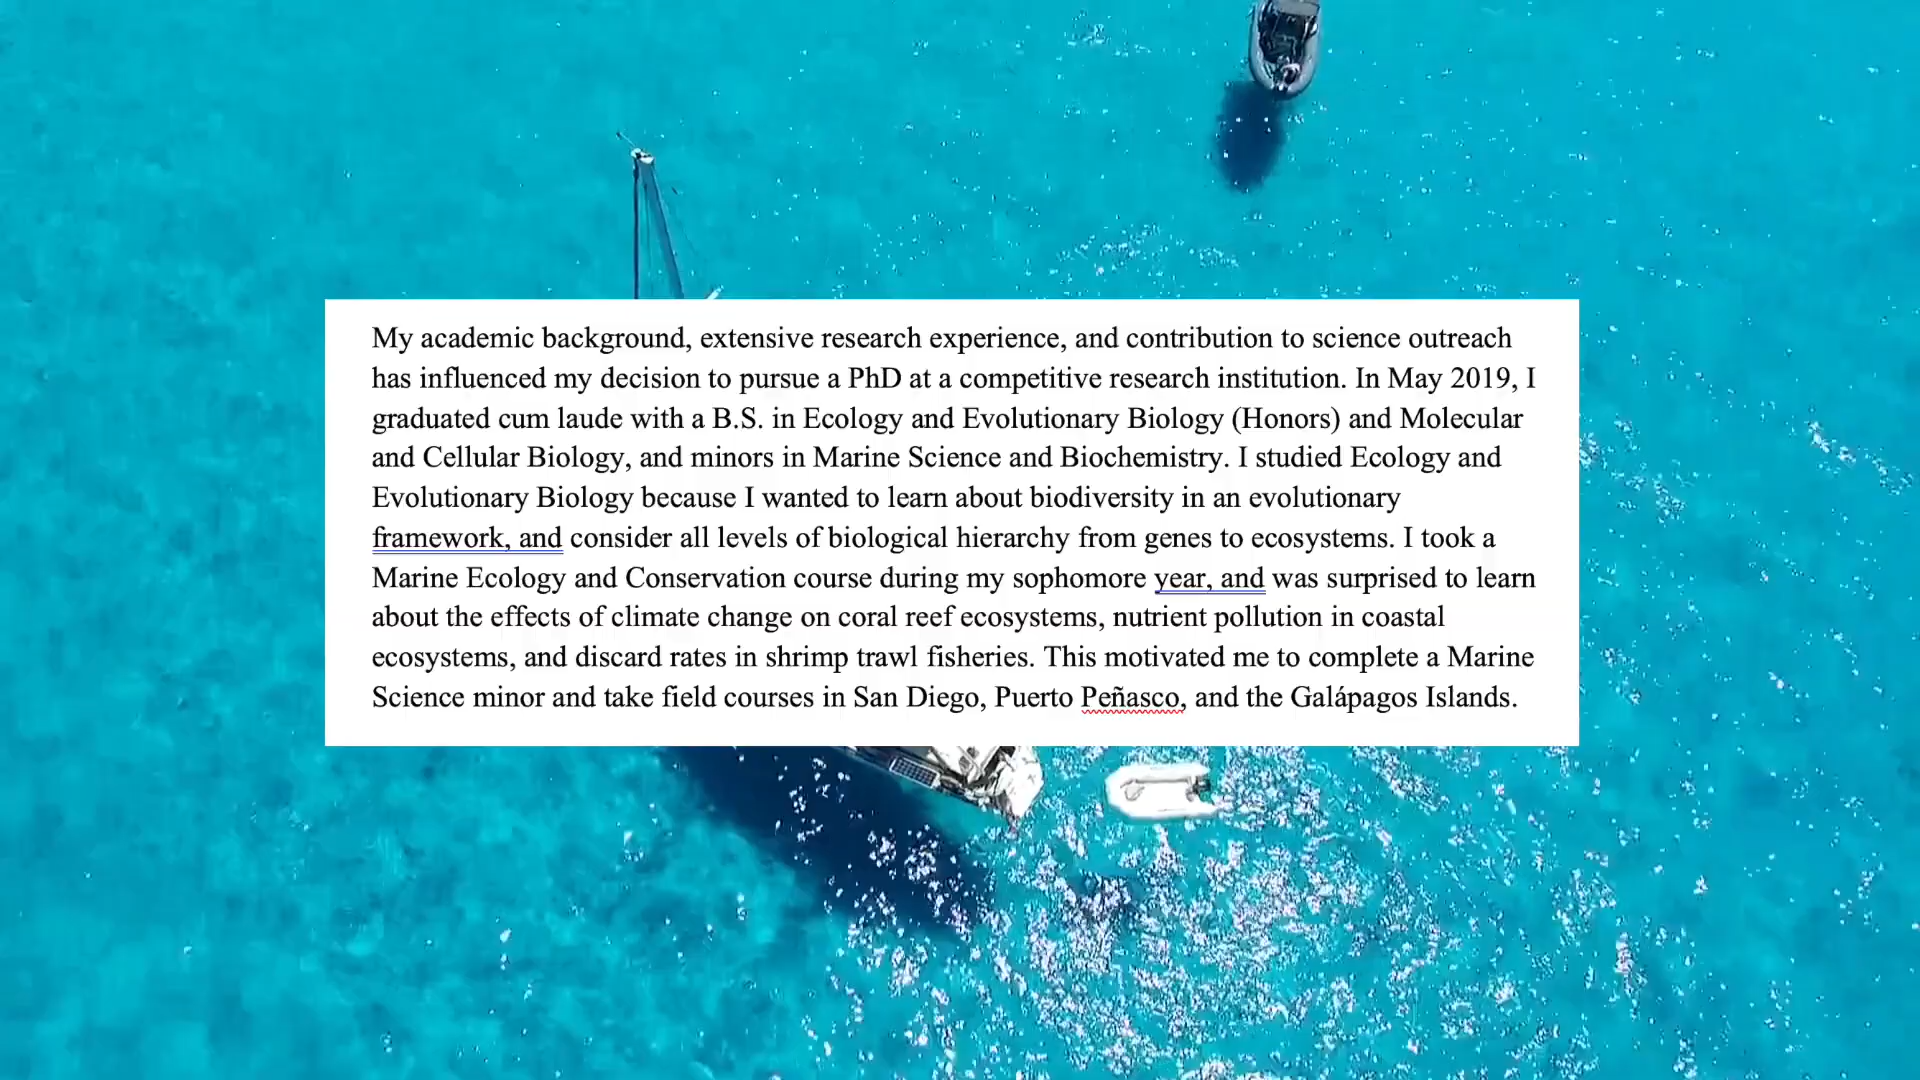 My academic background, extensive research experience, and contribution to science outreach
has influenced my decision to pursue a PhD at a competitive research institution. In May 2019, I
graduated cum laude with a B.S. in Ecology and Evolutionary Biology (Honors) and Molecular
and Cellular Biology, and minors in Marine Science and Biochemistry. I studied Ecology and
Evolutionary Biology because I wanted to learn about biodiversity in an evolutionary
framework, and consider all levels of biological hierarchy from genes to ecosystems. I took a
Marine Ecology and Conservation course during my sophomore year, and was surprised to learn
about the effects of climate change on coral reef ecosystems, nutrient pollution in coastal
ecosystems, and discard rates in shrimp trawl fisheries. This motivated me to complete a Marine
Science minor and take field courses in San Diego, Puerto Peñasco, and the Galápagos Islands.